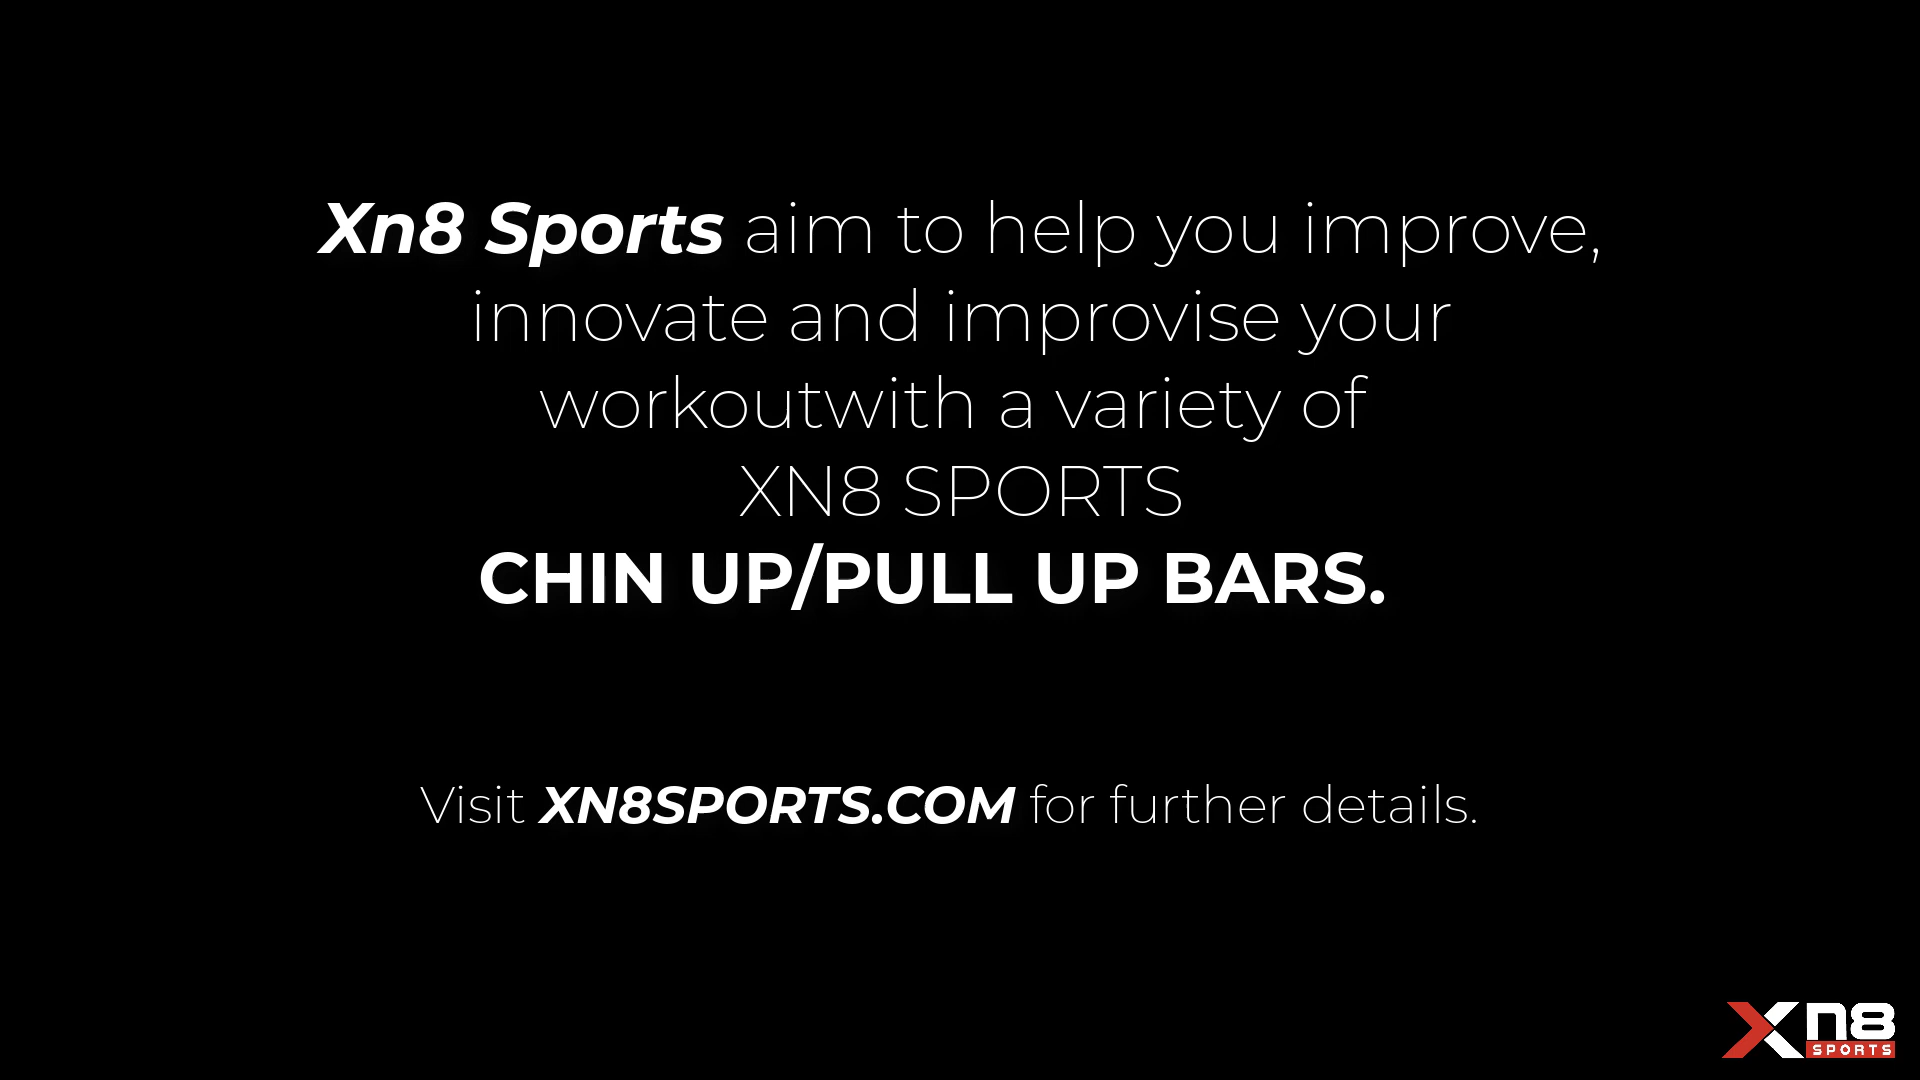 Xn8 Sports aim to help you improve,
innovate and improvise your
workoutwith a variety of
XN8 SPORTS
CHIN UP/PULL UP BARS.
Visit XN8SPORTS.COM for further details.
Xn8
SPORTS